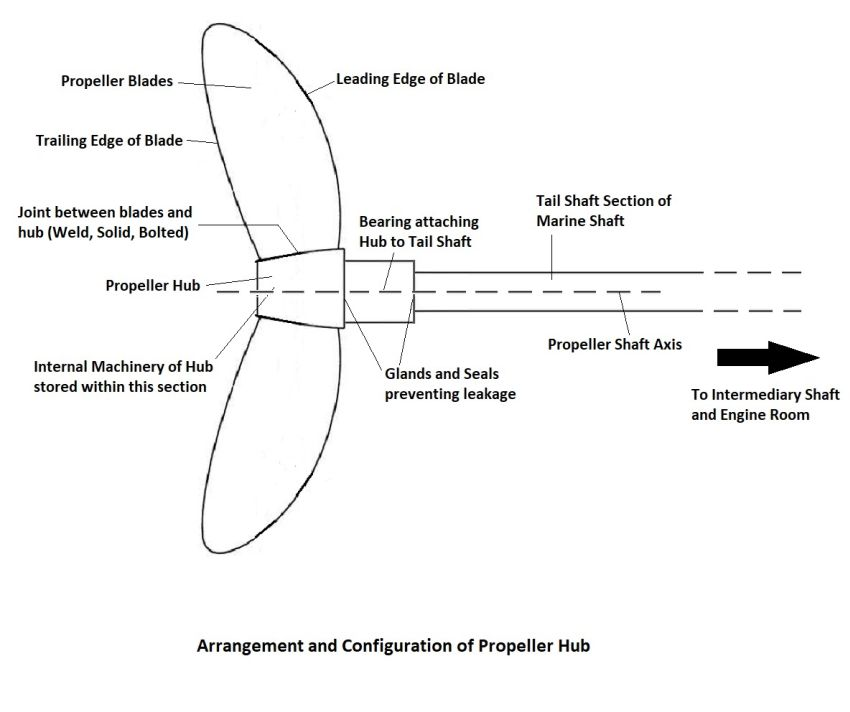 Propeller Blades
Leading Edge of Blade
Trailing Edge of Blade
Joint between blades and
hub (Weld, Solid, Bolted)
Bearing attaching
Hub to Tail Shaft
Tail Shaft Section of
Marine Shaft
Propeller Hub
Propeller Shaft Axis
Internal Machinery of Hub
stored within this section
Glands and Seals
preventing leakage
To Intermediary Shaft
and Engine Room
Arrangement and Configuration of Propeller Hub